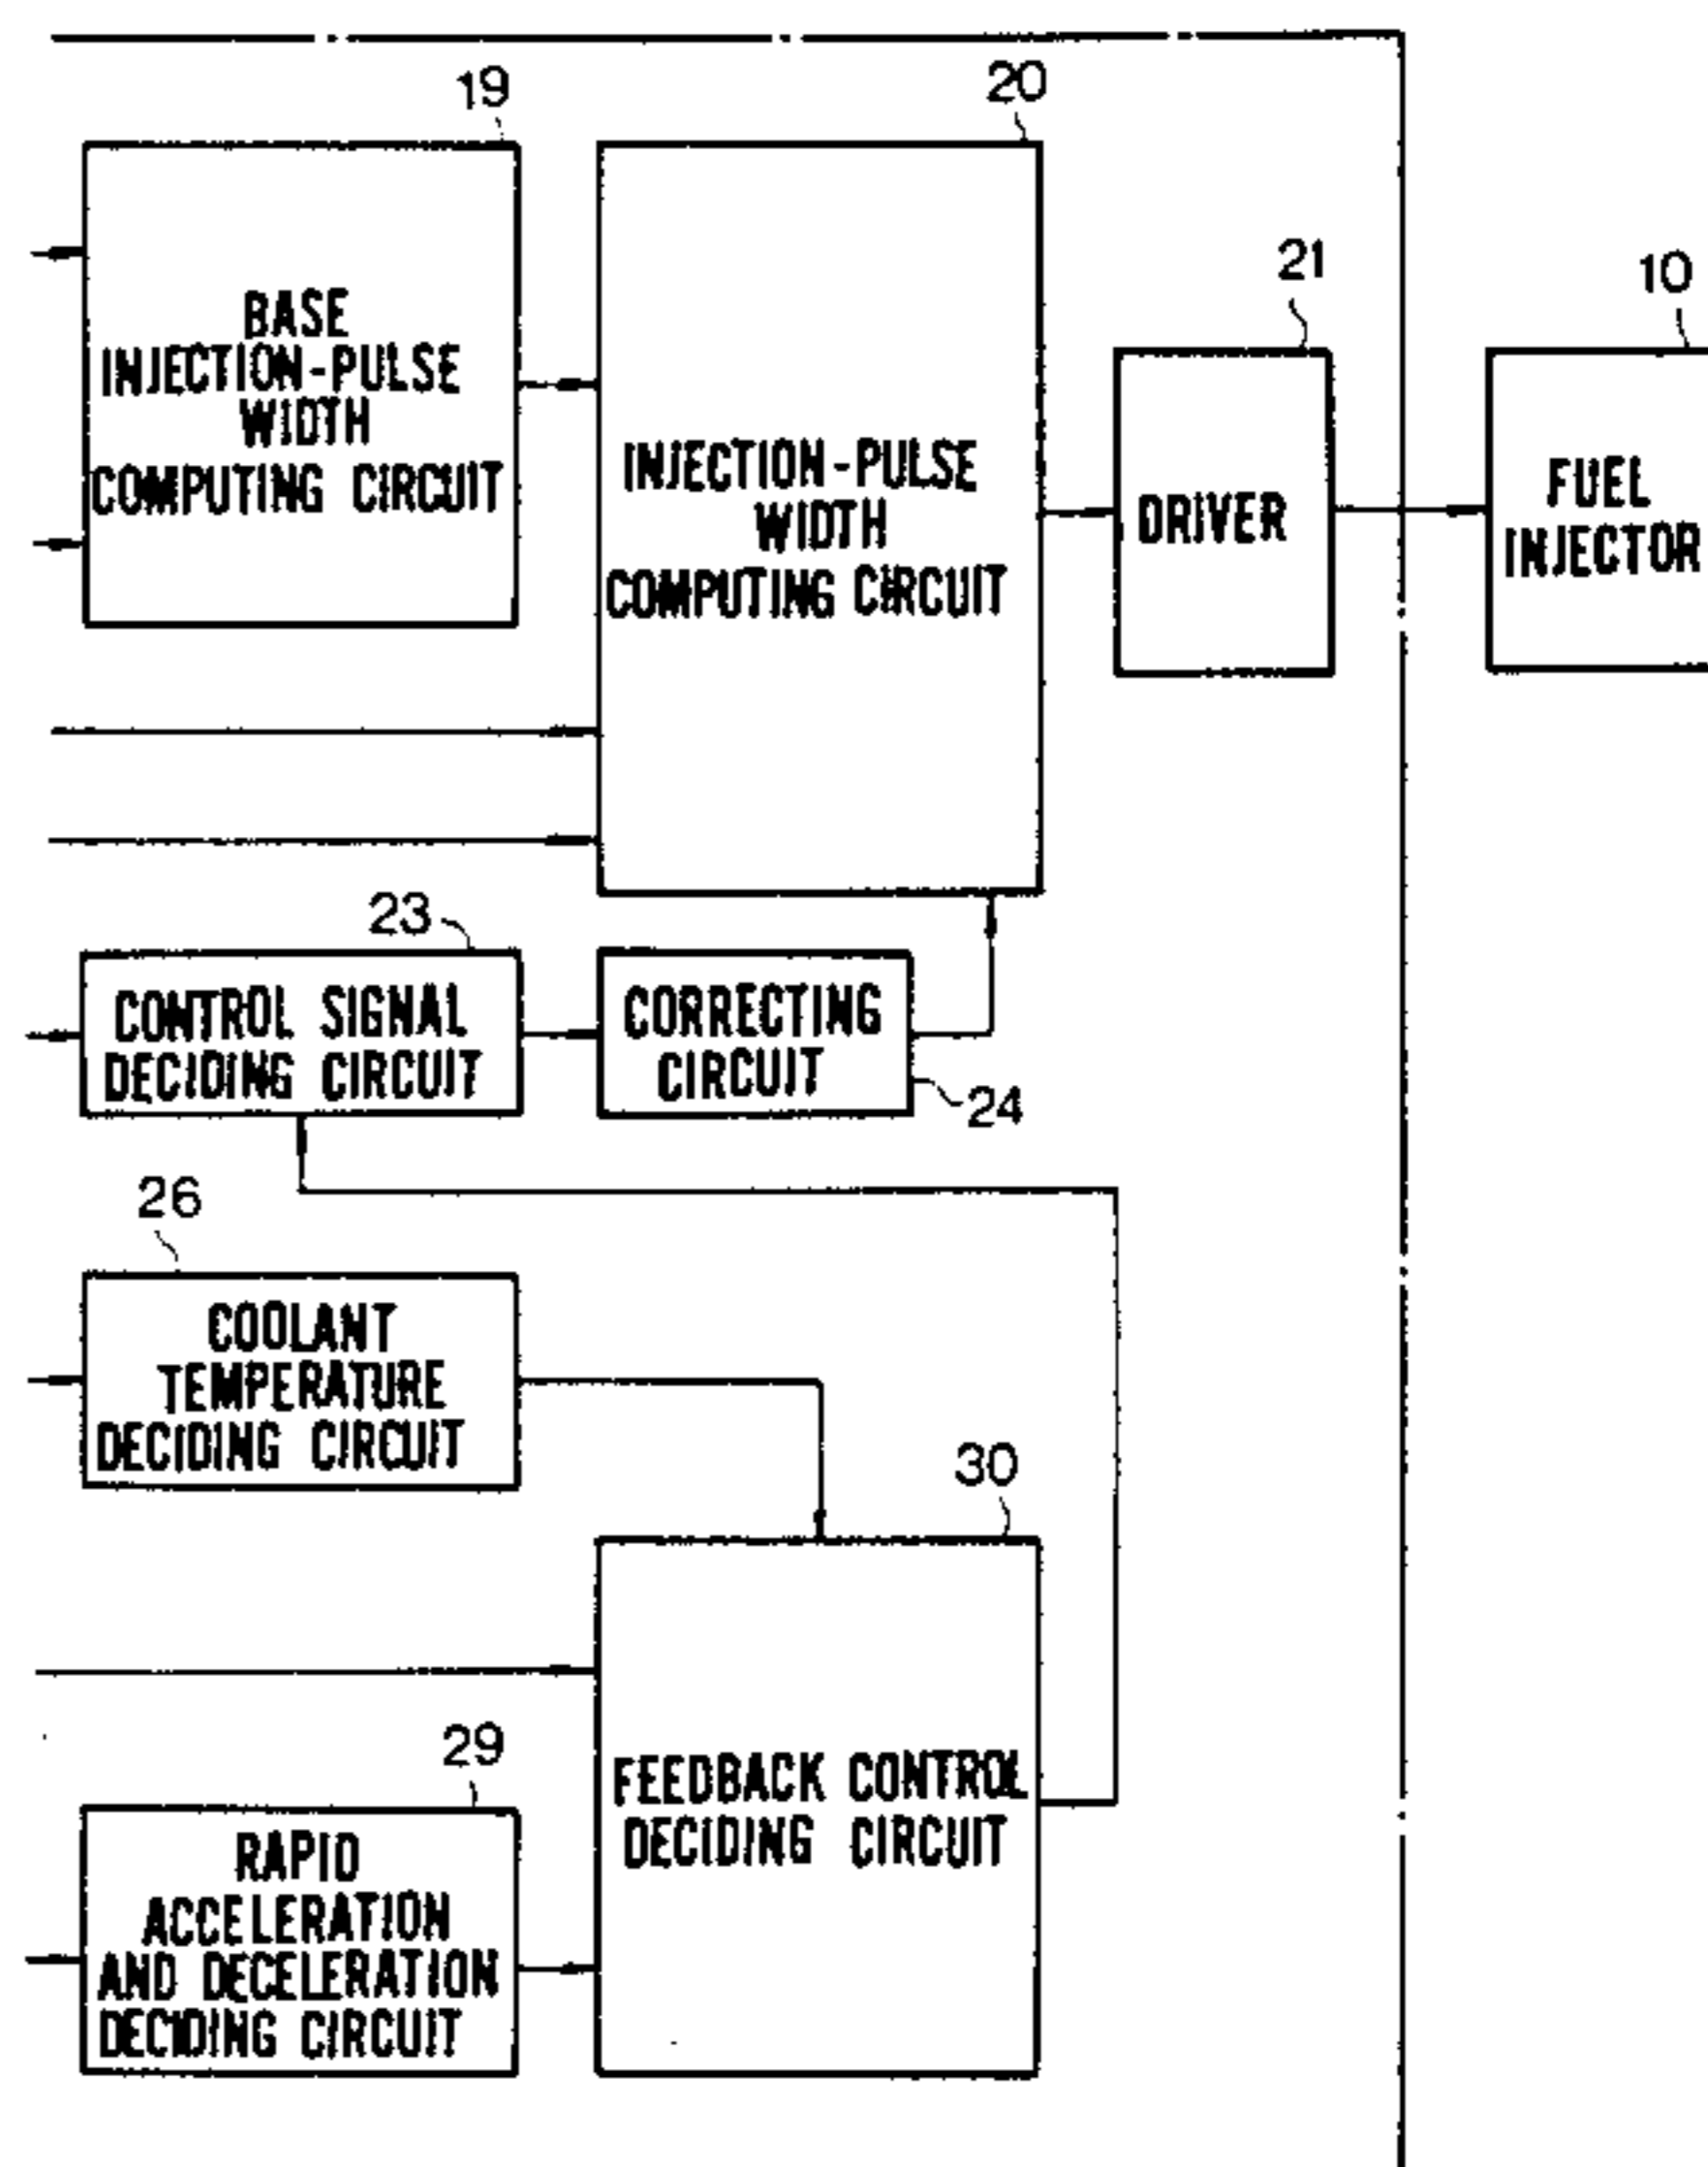 19
20
BASE
INJECTION-PULSE
WIDTH
COMPUTING CIRCUIT
INJECTION-PULSE
WIDTH
COMPUTING CIRCUIT
21
DRIVER
10
FUEL
INJECTOR
23
CONTROL SIGNAL
DECIDING CIRCUIT
CORRECTING
CIRCUIT
24
26
COOLANT
TEMPERATURE
DECIDING CIRCUIT
30
FEEDBACK CONTROL
DECIDING CIRCUIT
29
RAPID
ACCELERATION
AND DECELERATION
DECIDING CIRCUIT